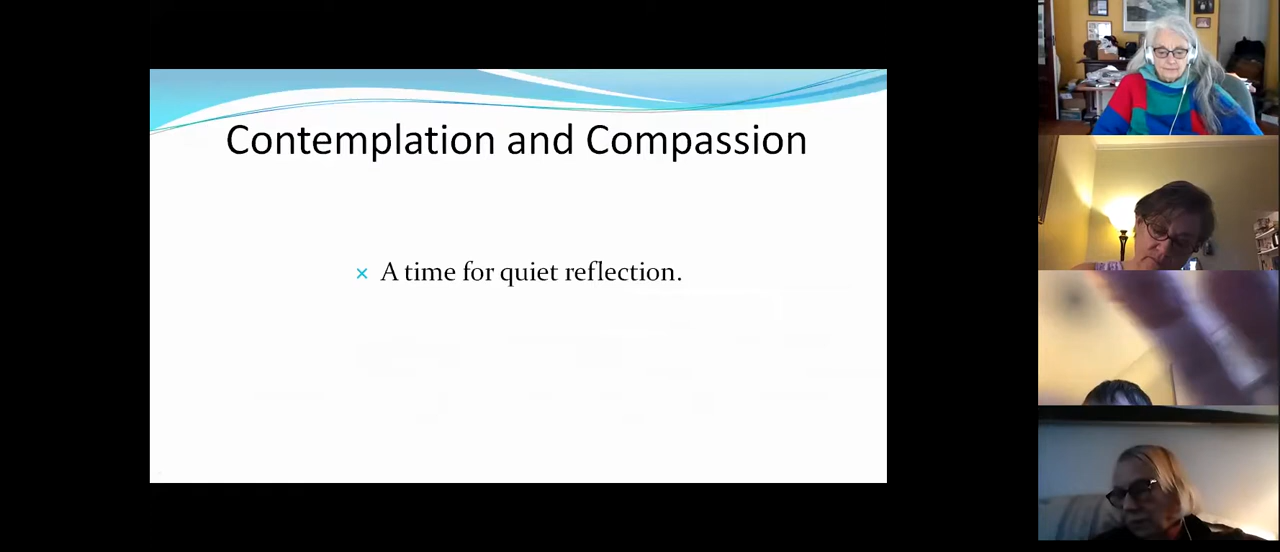 Contemplation and Compassion
× A time for quiet reflection.